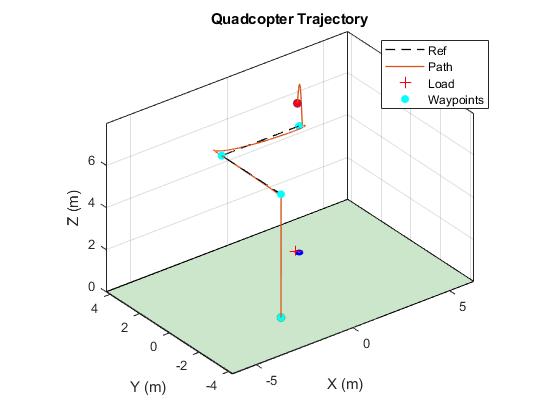 Quadcopter Trajectory
Ref
Path
Load
Waypoints
Z (m)
6
4
2
0
4
2
0
-2
-4
Y (m)
-5
0
5
X (m)